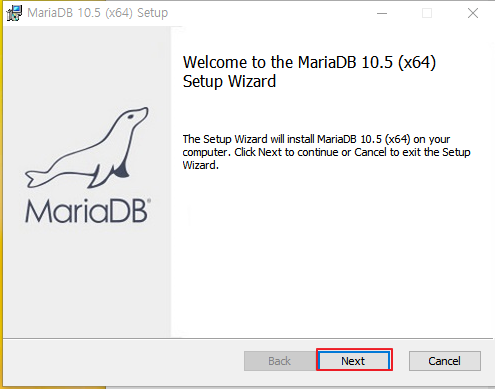 MariaDB 10.5 (x64) Setup
Welcome to the MariaDB 10.5 (x64)
Setup Wizard
The Setup Wizard will install MariaDB 10.5 (x64) on your
computer. Click Next to continue or Cancel to exit the Setup
Wizard.
MariaDB®
Back
Next
Cancel